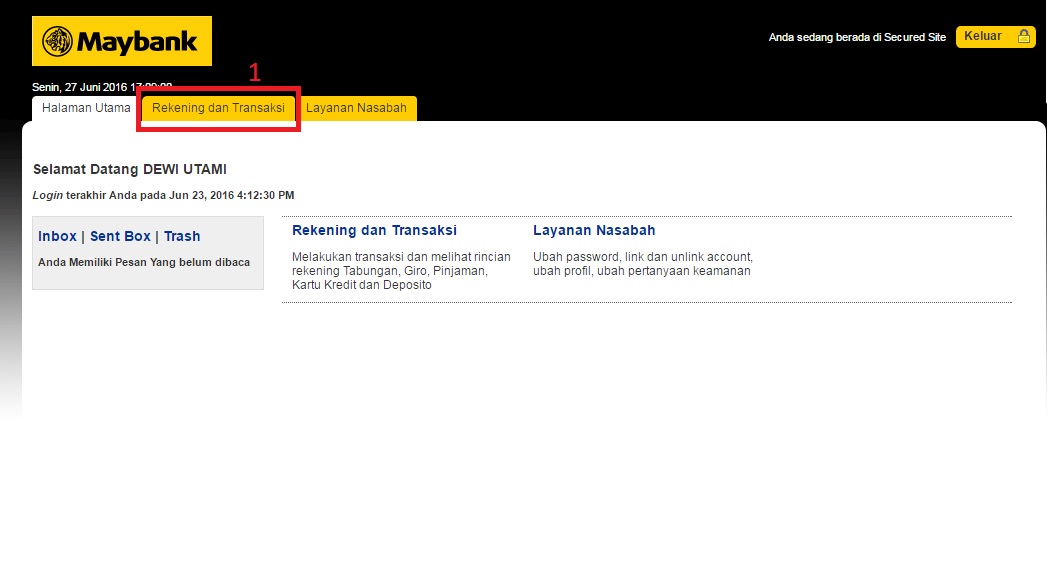 Maybank
Anda sedang berada di Secured Site
Keluar
Senin, 27 Juni 2016
1
Halaman Utama
Rekening dan Transaksi
Layanan Nasabah
Selamat Datang DEWI UTAMI
Login terakhir Anda pada Jun 23, 2016 4:12:30 PM
Inbox | Sent Box | Trash
Anda Memiliki Pesan Yang belum dibaca
Rekening dan Transaksi
Melakukan transaksi dan melihat rincian
rekening Tabungan, Giro, Pinjaman,
Kartu Kredit dan Deposito
Layanan Nasabah
Ubah password, link dan unlink account,
ubah profil, ubah pertanyaan keamanan